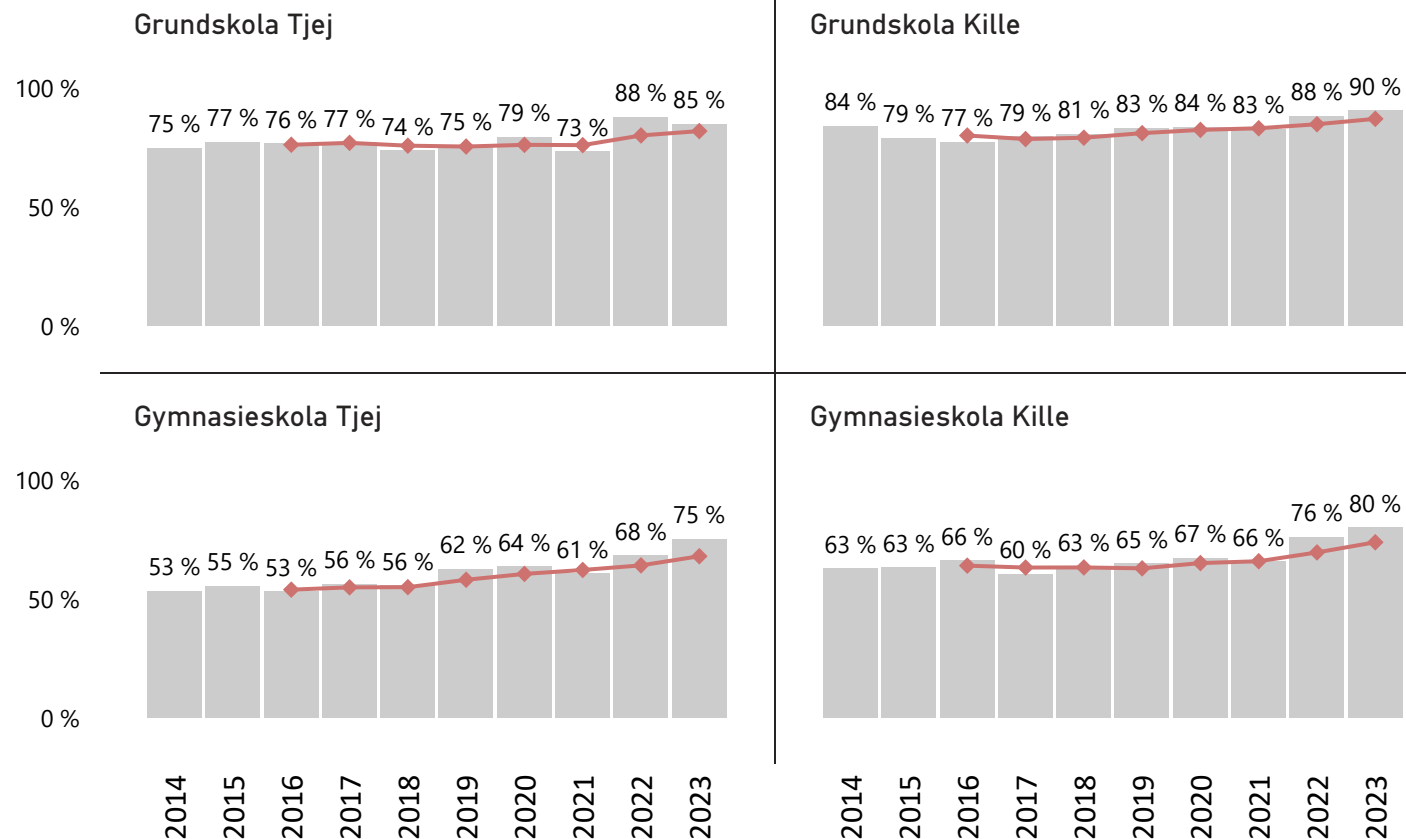 Grundskola Tjej
Grundskola Kille
100 %
50 %
0 %
75 % 77 % 76 % 77 % 74 % 75 % 79 % 73 % 88 % 85 %
84 % 79 % 77 % 79 % 81 % 83 % 84 % 83 % 88 % 90 %
Gymnasieskola Tjej
Gymnasieskola Kille
100 %
50 %
0 %
53 % 55 % 53 % 56 % 56 % 62 % 64 % 61 % 68 % 75 %
63 % 63 % 66 % 60 % 63 % 65 % 67 % 66 % 76 % 80 %
2014 2015 2016 2017 2018 2019 2020 2021 2022 2023
2014 2015 2016 2017 2018 2019 2020 2021 2022 2023